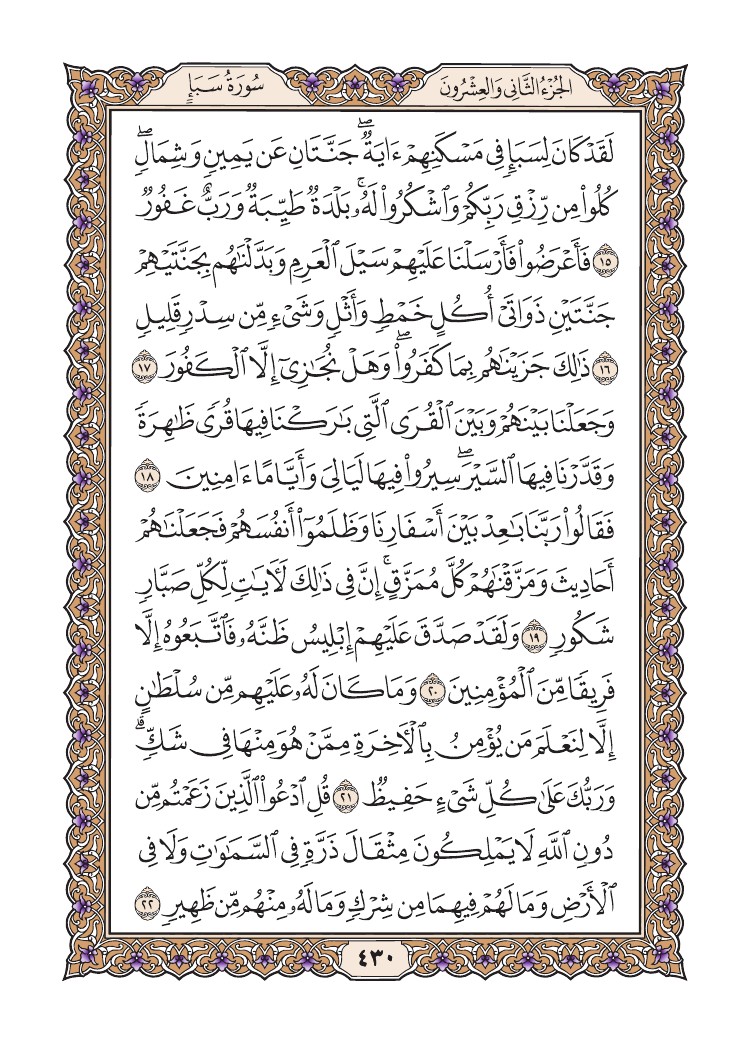 الجُزْءُ الثَّانِي وَالعِشْرُونَ
سُورَةُ سَبَإٍ
لَقَدْ كَانَ لِسَبَإٍ فِي مَسْكَنِهِمْ ءَايَةٌۖ جَنَّتَانِ عَن يَمِينٍ وَشِمَالٍۖ
كُلُوا۟ مِن رِّزْقِ رَبِّكُمْ وَٱشْكُرُوا۟ لَهُۥۚ بَلْدَةٌ طَيِّبَةٌ وَرَبٌّ غَفُورٌ
١٥ فَأَعْرَضُوا۟ فَأَرْسَلْنَا عَلَيْهِمْ سَيْلَ ٱلْعَرِمِ وَبَدَّلْنَٰهُم بِجَنَّتَيْهِمْ
جَنَّتَيْنِ ذَوَاتَىْ أُكُلٍ خَمْطٍ وَأَثْلٍ وَشَىْءٍ مِّن سِدْرٍ قَلِيلٍ
١٦ ذَٰلِكَ جَزَيْنَٰهُم بِمَا كَفَرُوا۟ۖ وَهَلْ نُجَٰزِىٓ إِلَّا ٱلْكَفُورَ ١٧
وَجَعَلْنَا بَيْنَهُمْ وَبَيْنَ ٱلْقُرَى ٱلَّتِى بَٰرَكْنَا فِيهَا قُرًى ظَٰهِرَةً
وَقَدَّرْنَا فِيهَا ٱلسَّيْرَۖ سِيرُوا۟ فِيهَا لَيَالِىَ وَأَيَّامًا ءَامِنِينَ ١٨
فَقَالُوا۟ رَبَّنَا بَٰعِدْ بَيْنَ أَسْفَارِنَا وَظَلَمُوٓا۟ أَنفُسَهُمْ فَجَعَلْنَٰهُمْ
أَحَادِيثَ وَمَزَّقْنَٰهُمْ كُلَّ مُمَزَّقٍۚ إِنَّ فِى ذَٰلِكَ لَءَايَٰتٍ لِّكُلِّ صَبَّارٍ
شَكُورٍ ١٩ وَلَقَدْ صَدَّقَ عَلَيْهِمْ إِبْلِيسُ ظَنَّهُۥ فَٱتَّبَعُوهُ إِلَّا
فَرِيقًا مِّنَ ٱلْمُؤْمِنِينَ ٢٠ وَمَا كَانَ لَهُۥ عَلَيْهِم مِّن سُلْطَٰنٍ
إِلَّا لِنَعْلَمَ مَن يُؤْمِنُ بِٱلْءَاخِرَةِ مِمَّنْ هُوَ مِنْهَا فِى شَكٍّۗ
وَرَبُّكَ عَلَىٰ كُلِّ شَىْءٍ حَفِيظٌ ٢١ قُلِ ٱدْعُوا۟ ٱلَّذِينَ زَعَمْتُم مِّن
دُونِ ٱللَّهِ لَا يَمْلِكُونَ مِثْقَالَ ذَرَّةٍ فِى ٱلسَّمَٰوَٰتِ وَلَا فِى
ٱلْأَرْضِ وَمَا لَهُمْ فِيهِمَا مِن شِرْكٍ وَمَا لَهُۥ مِنْهُم مِّن ظَهِيرٍ ٢٢
٤٣٠